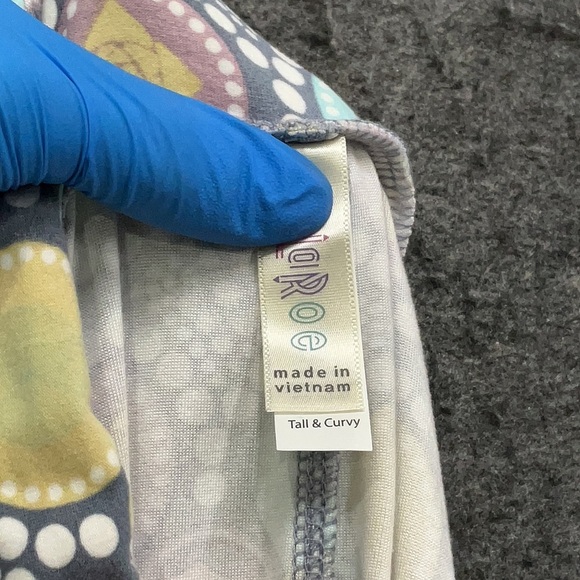 LaRoe
made in
vietnam
Tall & Curvy